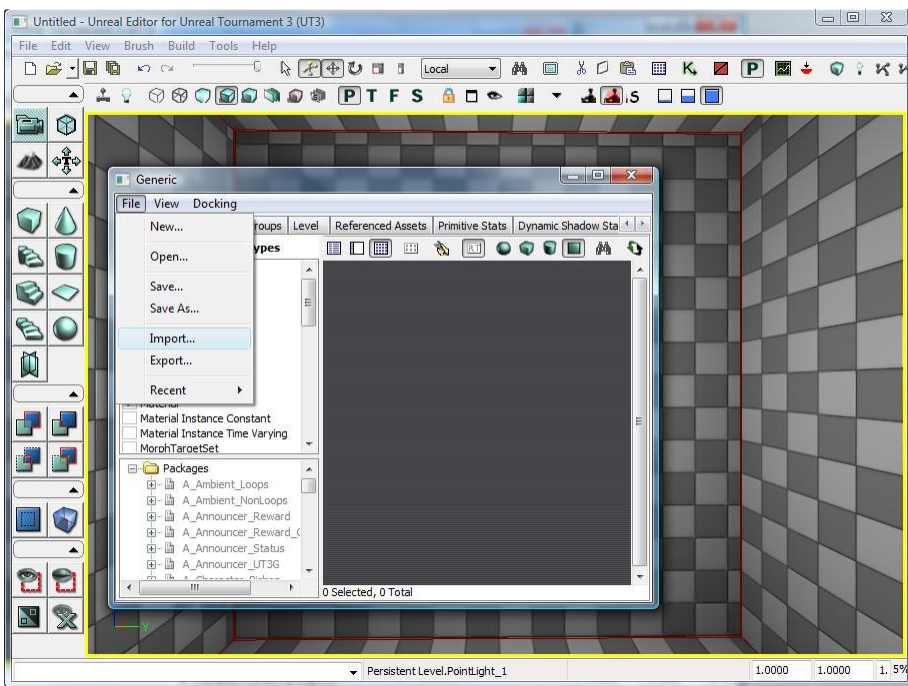 Untitled - Unreal Editor for Unreal Tournament 3 (UT3)
File Edit View Brush Build Tools Help
Local
P T F S
Generic
File View Docking
roups Level Referenced Assets Primitive Stats Dynamic Shadow Sta
New...
ypes
Open...
Save...
Save As...
Import...
Export...
Recent
Material Instance Constant
Material Instance Time Varying
MorphTargetSet
Packages
A_Ambient_Loops
A_Ambient_NonLoops
A_Announcer_Reward
A_Announcer_Reward_
A_Announcer_Status
A_Announcer_UT3G
0 Selected, 0 Total
Y
Persistent Level.PointLight_1
1.0000 1.0000 1. 5%